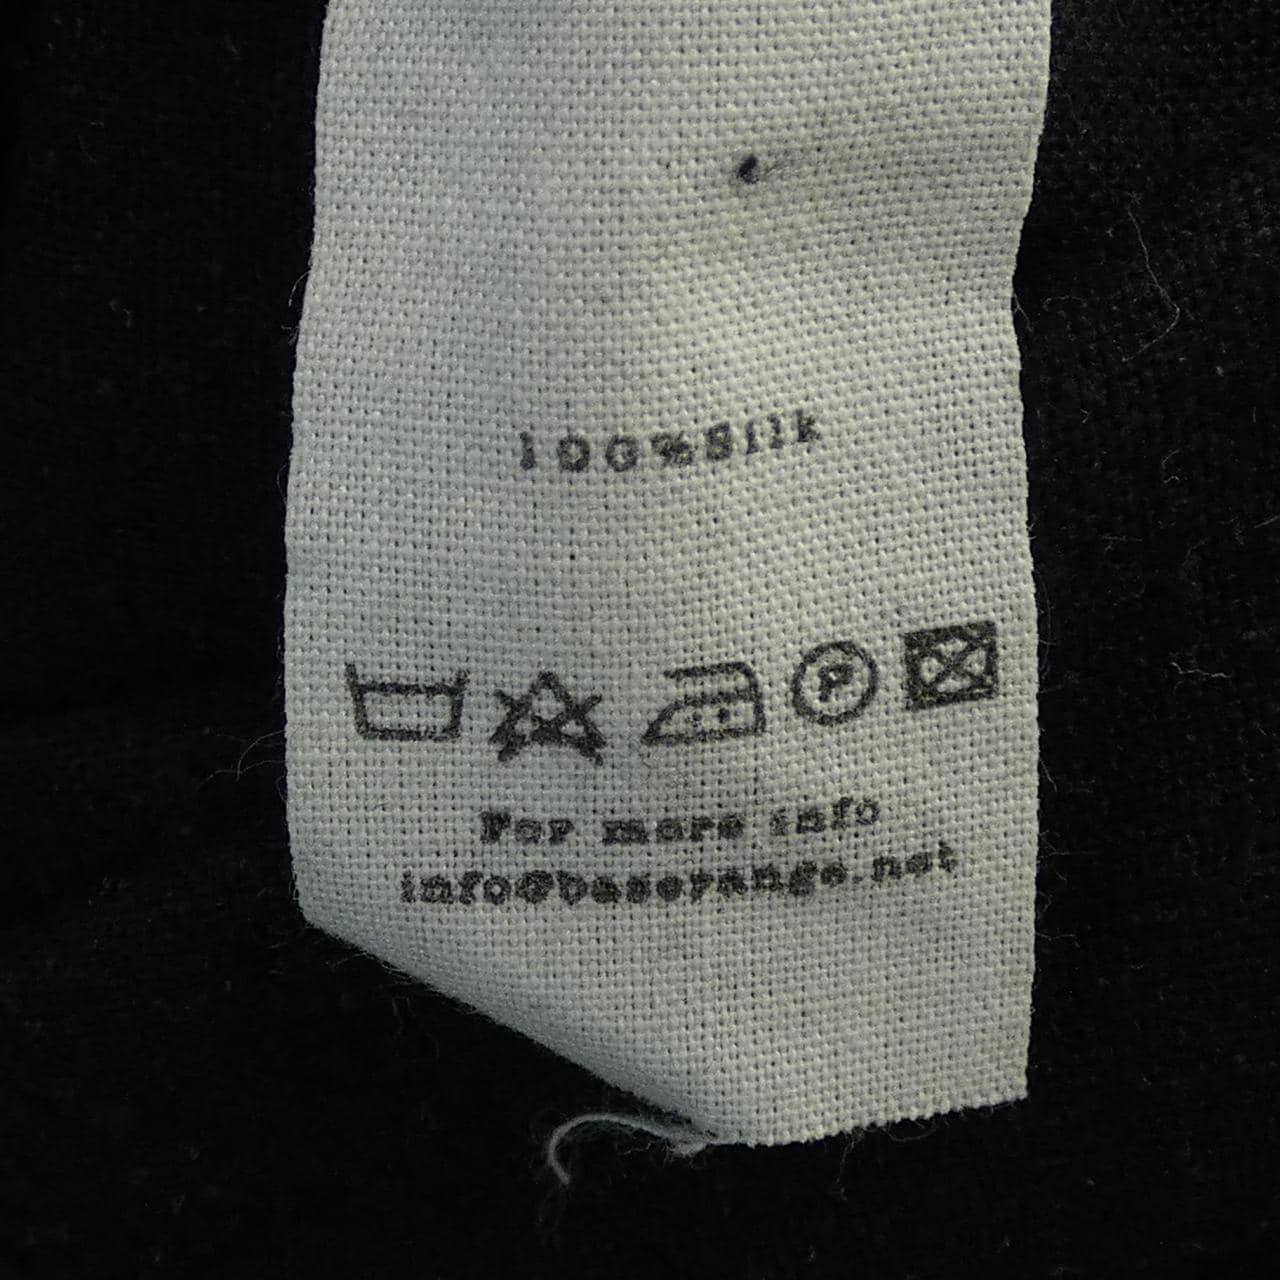 100%Silk
P
For more info
info@baserange.net